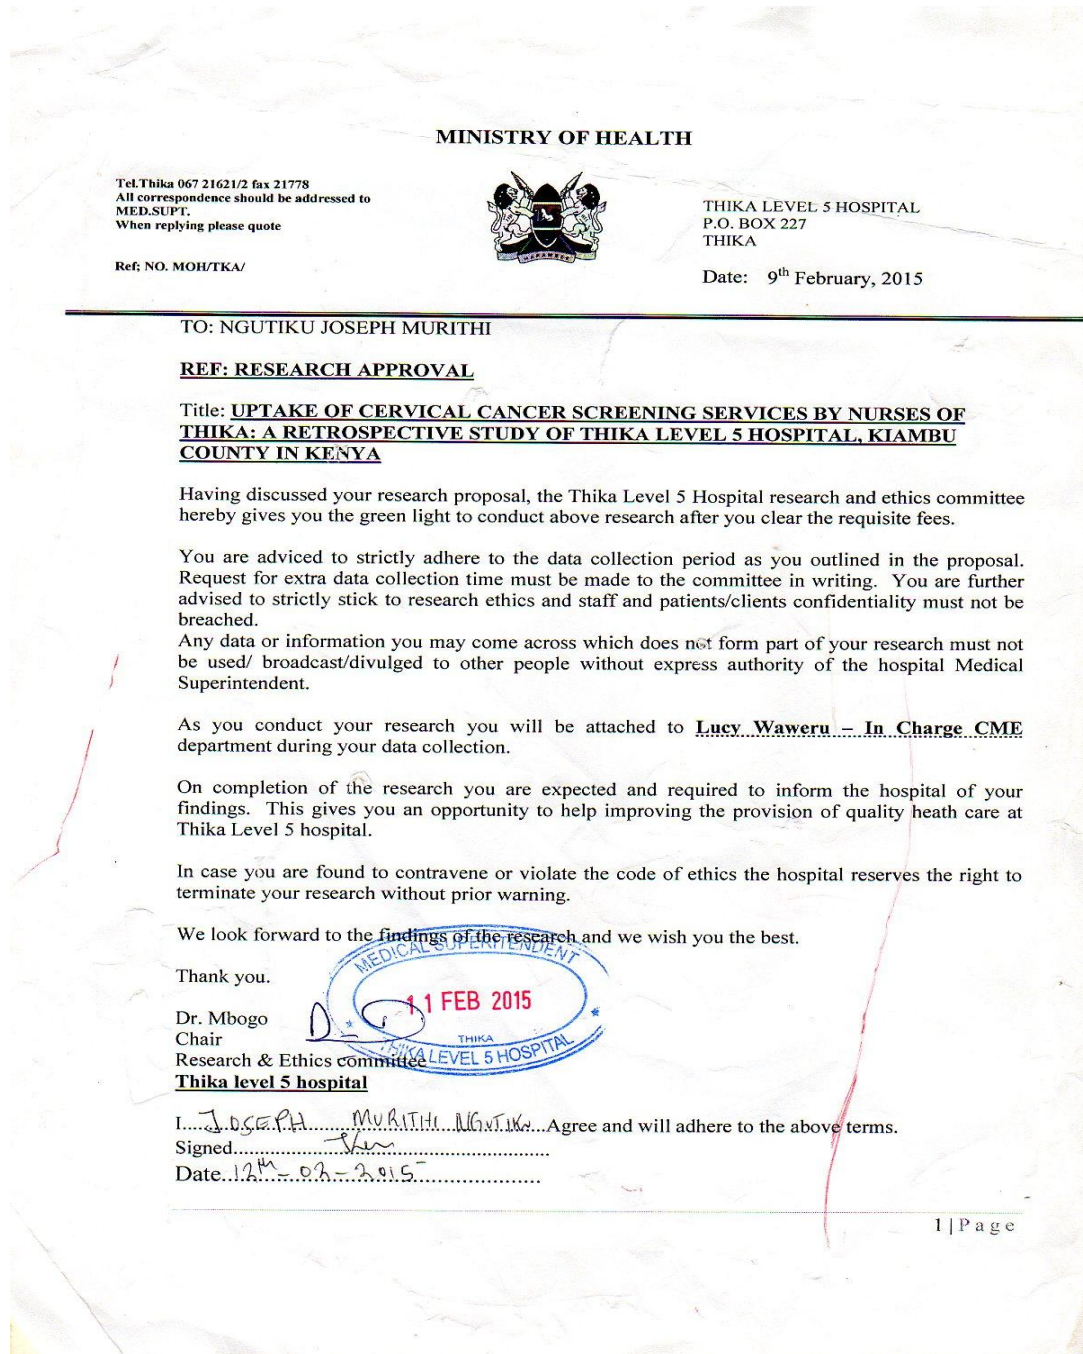 MINISTRY OF HEALTH
Tel.Thika 067 21621/2 fax 21778
All correspondence should be addressed to
MED.SUPT.
When replying please quote
Ref; NO. MOH/TKA/
HARAMBEE
THIKA LEVEL 5 HOSPITAL
P.O. BOX 227
THIKA
Date: 9th February, 2015
TO: NGUTIKU JOSEPH MURITHI
REF: RESEARCH APPROVAL
Title: UPTAKE OF CERVICAL CANCER SCREENING SERVICES BY NURSES OF
THIKA: A RETROSPECTIVE STUDY OF THIKA LEVEL 5 HOSPITAL, KIAMBU
COUNTY IN KENYA
Having discussed your research proposal, the Thika Level 5 Hospital research and ethics committee
hereby gives you the green light to conduct above research after you clear the requisite fees.
You are adviced to strictly adhere to the data collection period as you outlined in the proposal.
Request for extra data collection time must be made to the committee in writing. You are further
advised to strictly stick to research ethics and staff and patients/clients confidentiality must not be
breached.
Any data or information you may come across which does not form part of your research must not
be used/ broadcast/divulged to other people without express authority of the hospital Medical
Superintendent.
As you conduct your research you will be attached to Lucy Waweru – In Charge CME
department during your data collection.
On completion of the research you are expected and required to inform the hospital of your
findings. This gives you an opportunity to help improving the provision of quality heath care at
Thika Level 5 hospital.
In case you are found to contravene or violate the code of ethics the hospital reserves the right to
terminate your research without prior warning.
We look forward to the findings of the research and we wish you the best.
MEDICAL SUPERITENDENT
11 FEB 2015
THIKA
THIKA LEVEL 5 HOSPITAL
Thank you.
Dr. Mbogo
Chair
Research & Ethics committee
Thika level 5 hospital
I....JOSEPH MURITHI NGUTIKU...Agree and will adhere to the above terms.
Signed
Date..12th-02-2015
1 | Page